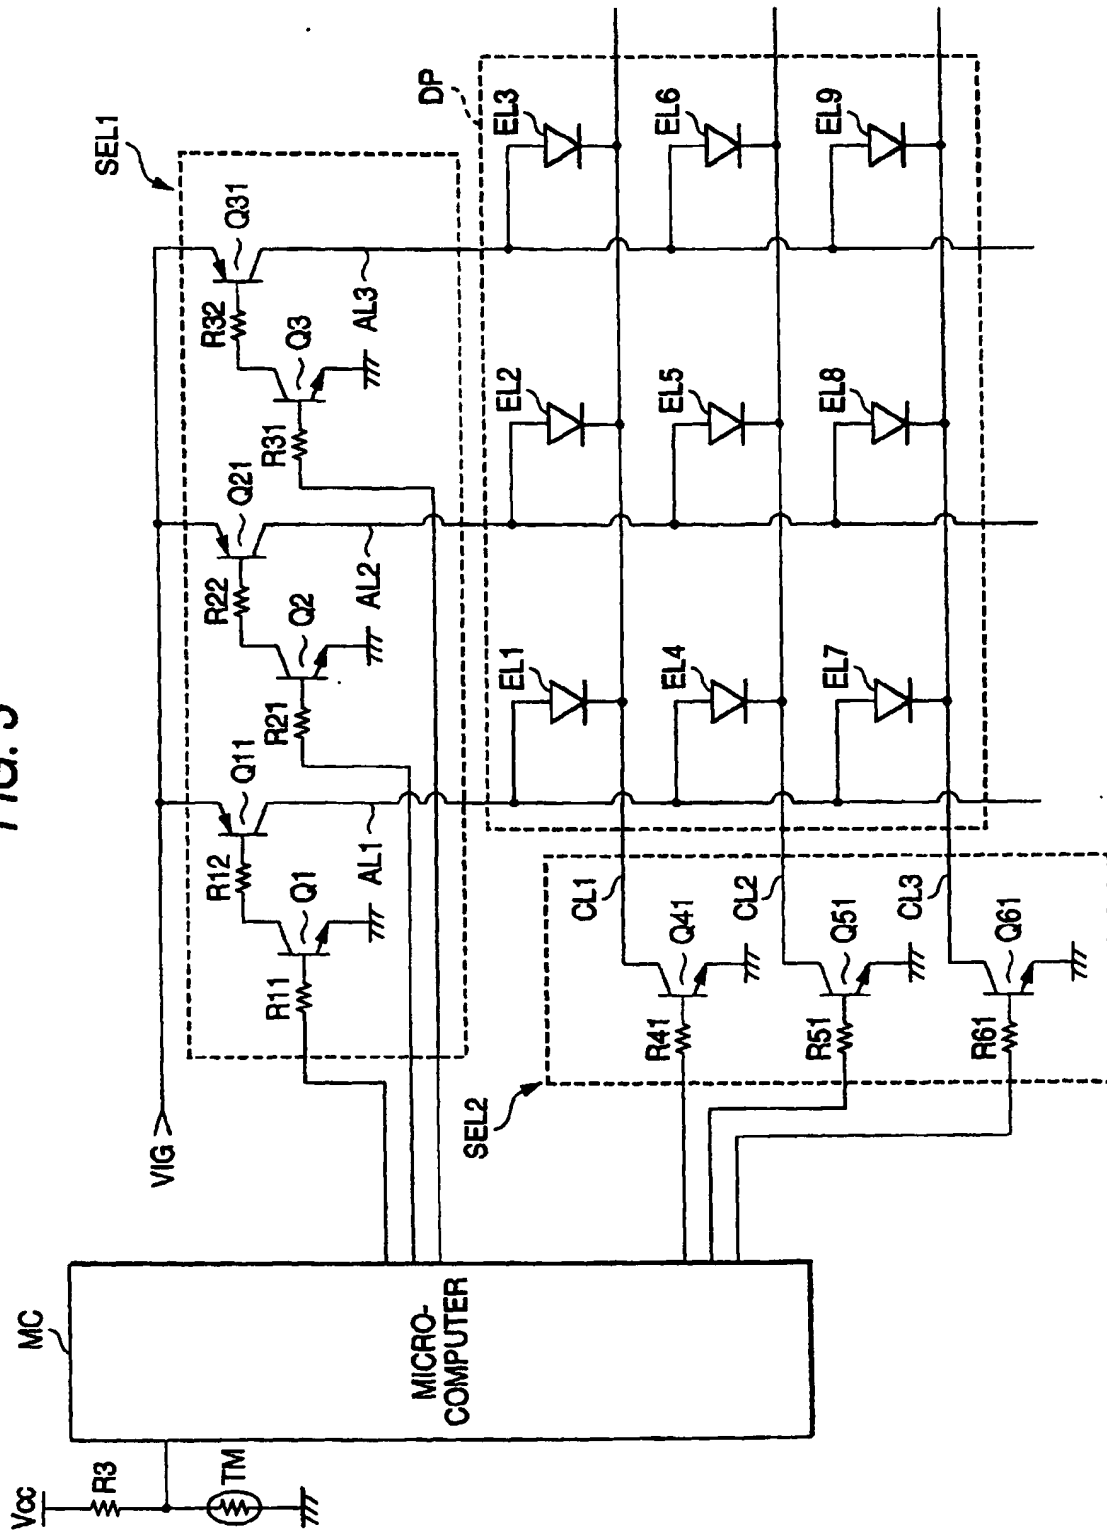 FIG. 5
SEL1
VIG
R11
Q1
R12
Q11
AL1
R21
Q2
R22
Q21
AL2
R31
Q3
R32
Q31
AL3
DP
EL1
EL2
EL3
EL4
EL5
EL6
EL7
EL8
EL9
SEL2
CL1
R41
Q41
CL2
R51
Q51
CL3
R61
Q61
MC
MICRO-
COMPUTER
Vcc
R3
TM